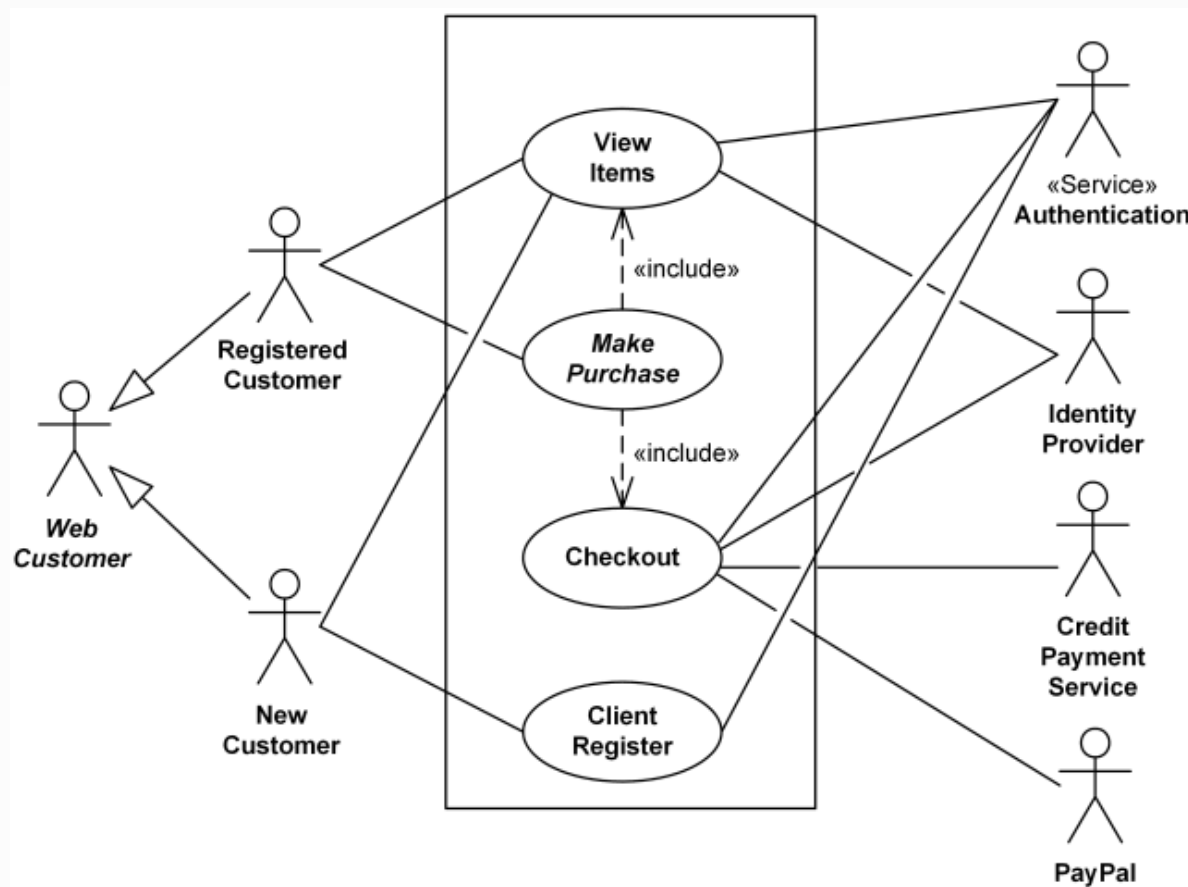 View
Items
«Service»
Authentication
«include»
Registered
Customer
Make
Purchase
Identity
Provider
«include»
Web
Customer
Checkout
Credit
Payment
Service
New
Customer
Client
Register
PayPal